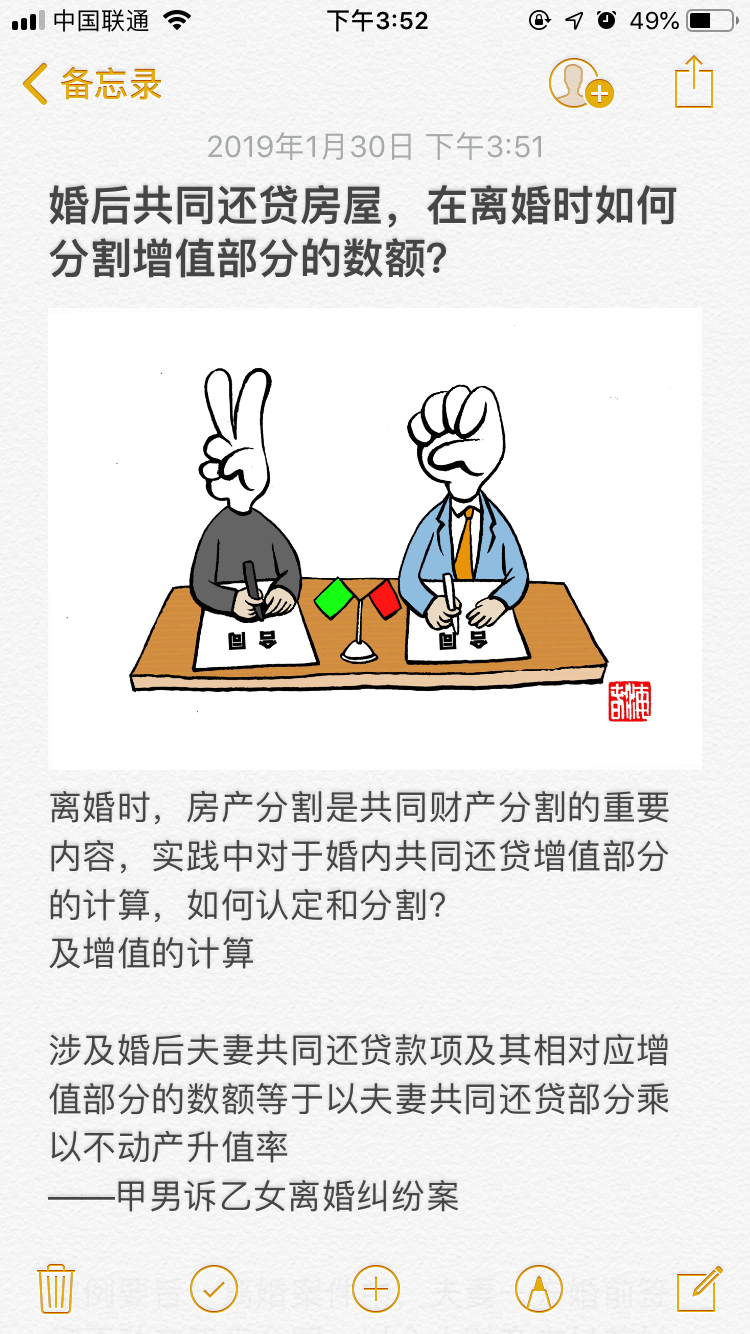 中国联通
下午3:52
49%
备忘录
2019年1月30日 下午3:51
婚后共同还贷房屋，在离婚时如何
分割增值部分的数额？
合同
合同
离婚时，房产分割是共同财产分割的重要
内容，实践中对于婚内共同还贷增值部分
的计算，如何认定和分割？
及增值的计算
涉及婚后夫妻共同还贷款项及其相对应增
值部分的数额等于以夫妻共同还贷部分乘
以不动产升值率
——甲男诉乙女离婚纠纷案